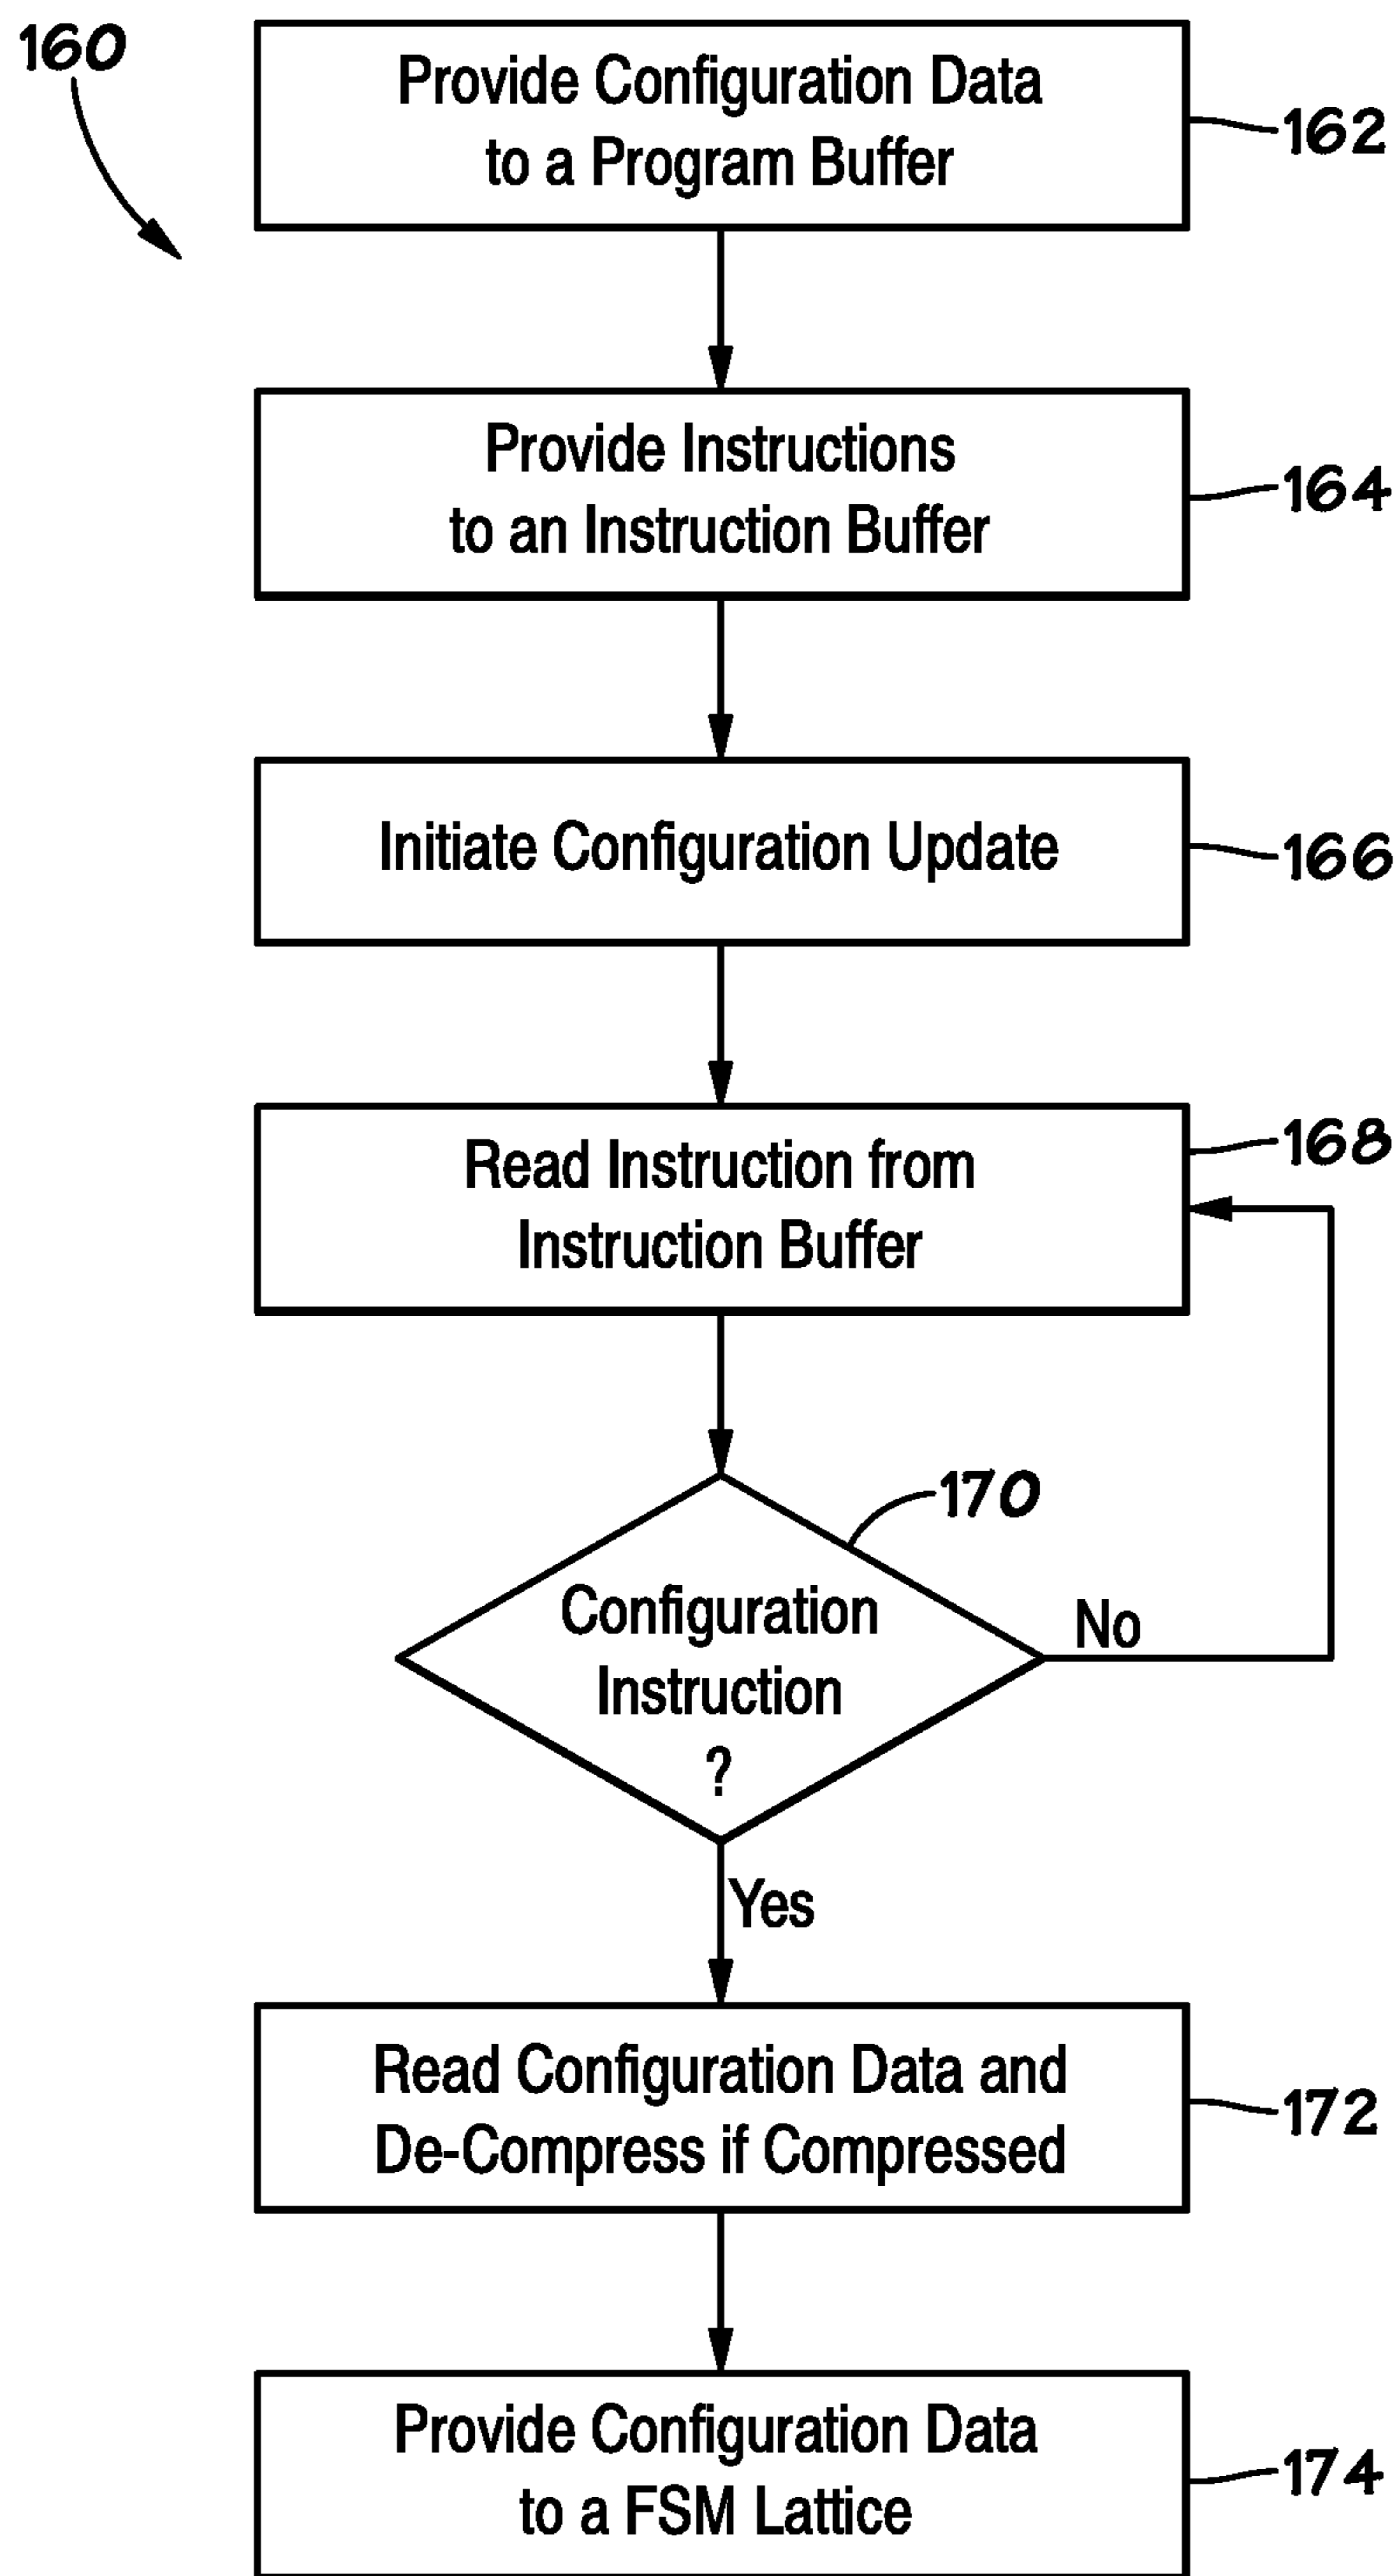 160
Provide Configuration Data
to a Program Buffer
162
Provide Instructions
to an Instruction Buffer
164
Initiate Configuration Update
166
Read Instruction from
Instruction Buffer
168
170
Configuration
Instruction
?
No
Yes
Read Configuration Data and
De-Compress if Compressed
172
Provide Configuration Data
to a FSM Lattice
174